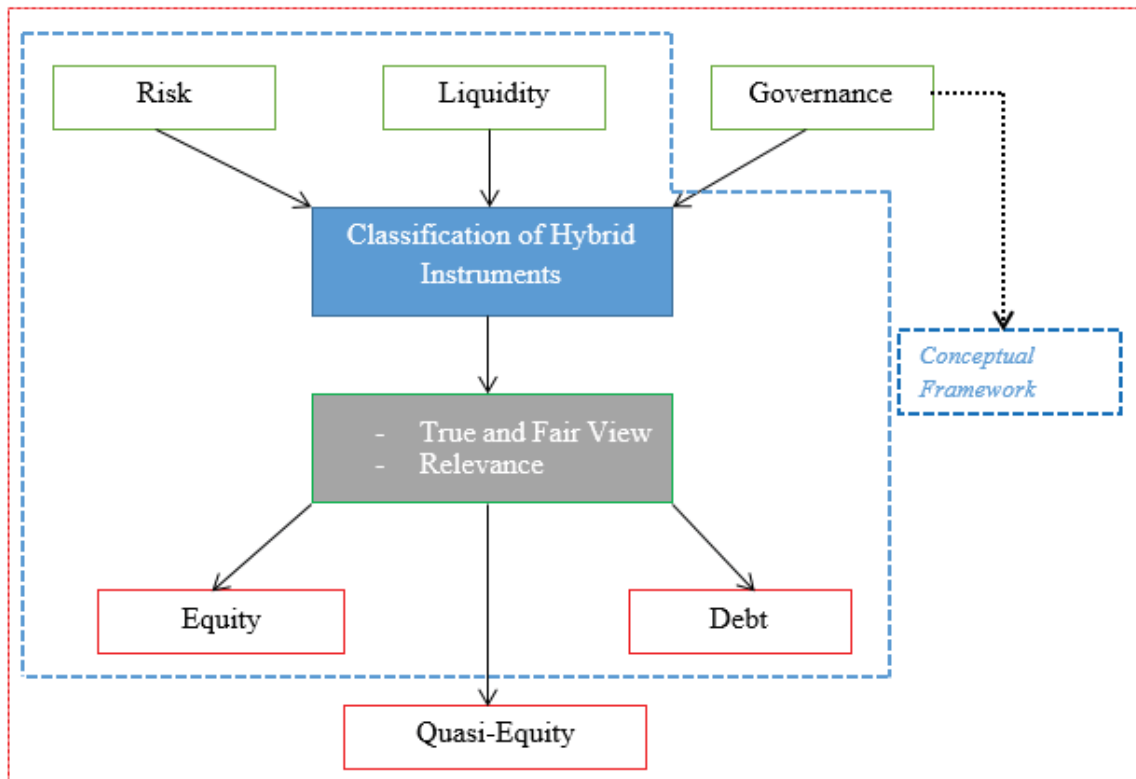 Risk
Liquidity
Governance
Classification of Hybrid
Instruments
Conceptual
Framework
- True and Fair View
- Relevance
Equity
Debt
Quasi-Equity